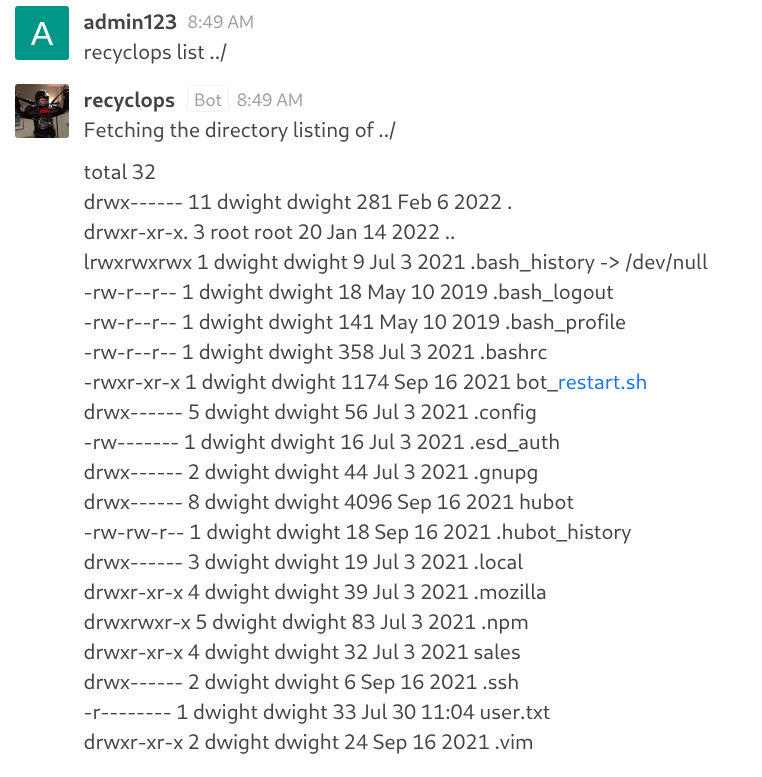 A
admin123 8:49 AM
recyclops list ../
recyclops Bot 8:49 AM
Fetching the directory listing of ../
total 32
drwx------ 11 dwight dwight 281 Feb 6 2022 .
drwxr-xr-x. 3 root root 20 Jan 14 2022 ..
lrwxrwxrwx 1 dwight dwight 9 Jul 3 2021 .bash_history -> /dev/null
-rw-r--r-- 1 dwight dwight 18 May 10 2019 .bash_logout
-rw-r--r-- 1 dwight dwight 141 May 10 2019 .bash_profile
-rw-r--r-- 1 dwight dwight 358 Jul 3 2021 .bashrc
-rwxr-xr-x 1 dwight dwight 1174 Sep 16 2021 bot_restart.sh
drwx------ 5 dwight dwight 56 Jul 3 2021 .config
-rw------- 1 dwight dwight 16 Jul 3 2021 .esd_auth
drwx------ 2 dwight dwight 44 Jul 3 2021 .gnupg
drwx------ 8 dwight dwight 4096 Sep 16 2021 hubot
-rw-rw-r-- 1 dwight dwight 18 Sep 16 2021 .hubot_history
drwx------ 3 dwight dwight 19 Jul 3 2021 .local
drwxr-xr-x 4 dwight dwight 39 Jul 3 2021 .mozilla
drwxrwxr-x 5 dwight dwight 83 Jul 3 2021 .npm
drwxr-xr-x 4 dwight dwight 32 Jul 3 2021 sales
drwx------ 2 dwight dwight 6 Sep 16 2021 .ssh
-r-------- 1 dwight dwight 33 Jul 30 11:04 user.txt
drwxr-xr-x 2 dwight dwight 24 Sep 16 2021 .vim